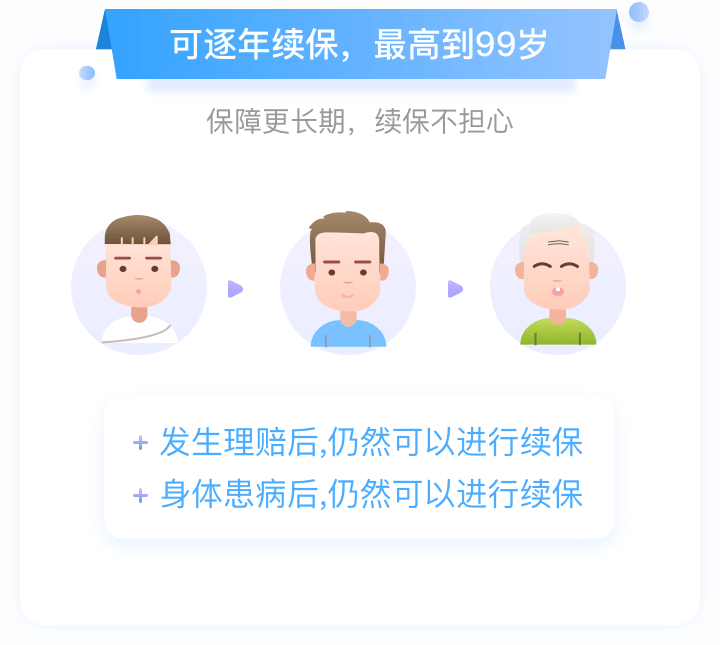 可逐年续保，最高到99岁
保障更长期，续保不担心
+ 发生理赔后,仍然可以进行续保
+ 身体患病后,仍然可以进行续保